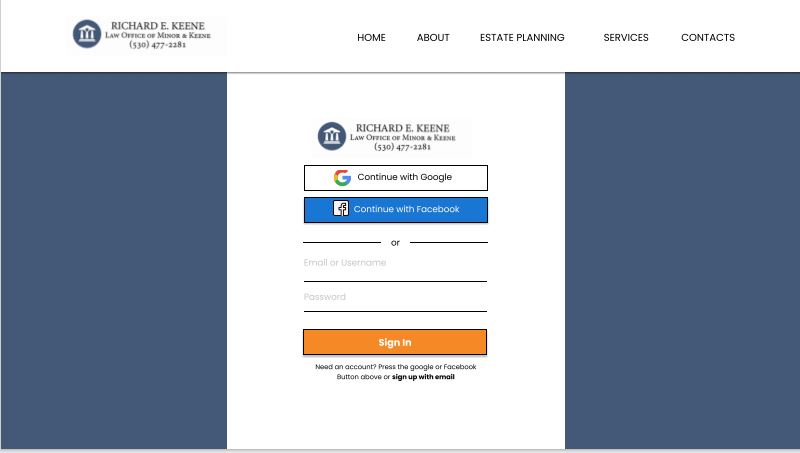 RICHARD E. KEENE
LAW OFFICE OF MINOR & KEENE
(530) 477-2281
HOME ABOUT ESTATE PLANNING SERVICES CONTACTS
RICHARD E. KEENE
LAW OFFICE OF MINOR & KEENE
(530) 477-2281
Continue with Google
Continue with Facebook
or
Email or Username
Password
Sign In
Need an account? Press the google or Facebook
Button above or sign up with email